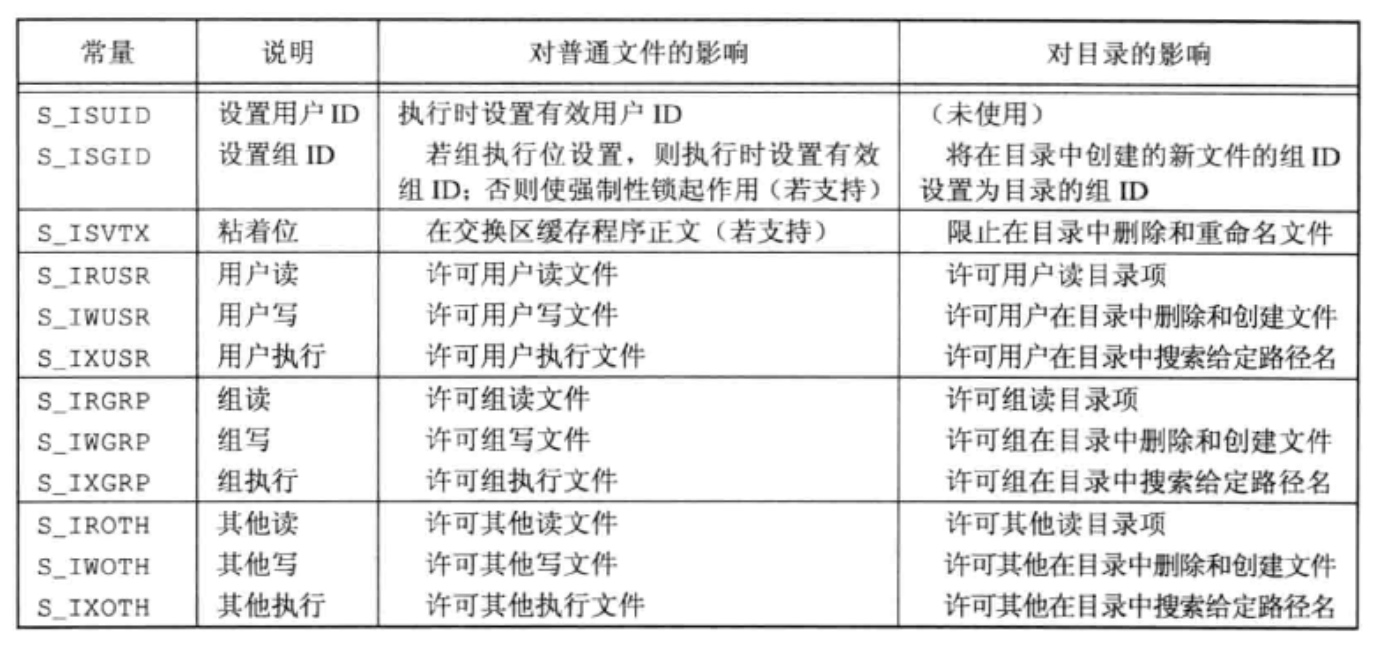 常量 说明 对普通文件的影响 对目录的影响
S_ISUID 设置用户 ID 执行时设置有效用户 ID （未使用）
S_ISGID 设置组 ID 若组执行位设置，则执行时设置有效 将在目录中创建的新文件的组 ID
组 ID；否则使强制性锁起作用（若支持） 设置为目录的组 ID
S_ISVTX 粘着位 在交换区缓存程序正文（若支持） 限止在目录中删除和重命名文件
S_IRUSR 用户读 许可用户读文件 许可用户读目录项
S_IWUSR 用户写 许可用户写文件 许可用户在目录中删除和创建文件
S_IXUSR 用户执行 许可用户执行文件 许可用户在目录中搜索给定路径名
S_IRGRP 组读 许可组读文件 许可组读目录项
S_IWGRP 组写 许可组写文件 许可组在目录中删除和创建文件
S_IXGRP 组执行 许可组执行文件 许可组在目录中搜索给定路径名
S_IROTH 其他读 许可其他读文件 许可其他读目录项
S_IWOTH 其他写 许可其他写文件 许可其他在目录中删除和创建文件
S_IXOTH 其他执行 许可其他执行文件 许可其他在目录中搜索给定路径名